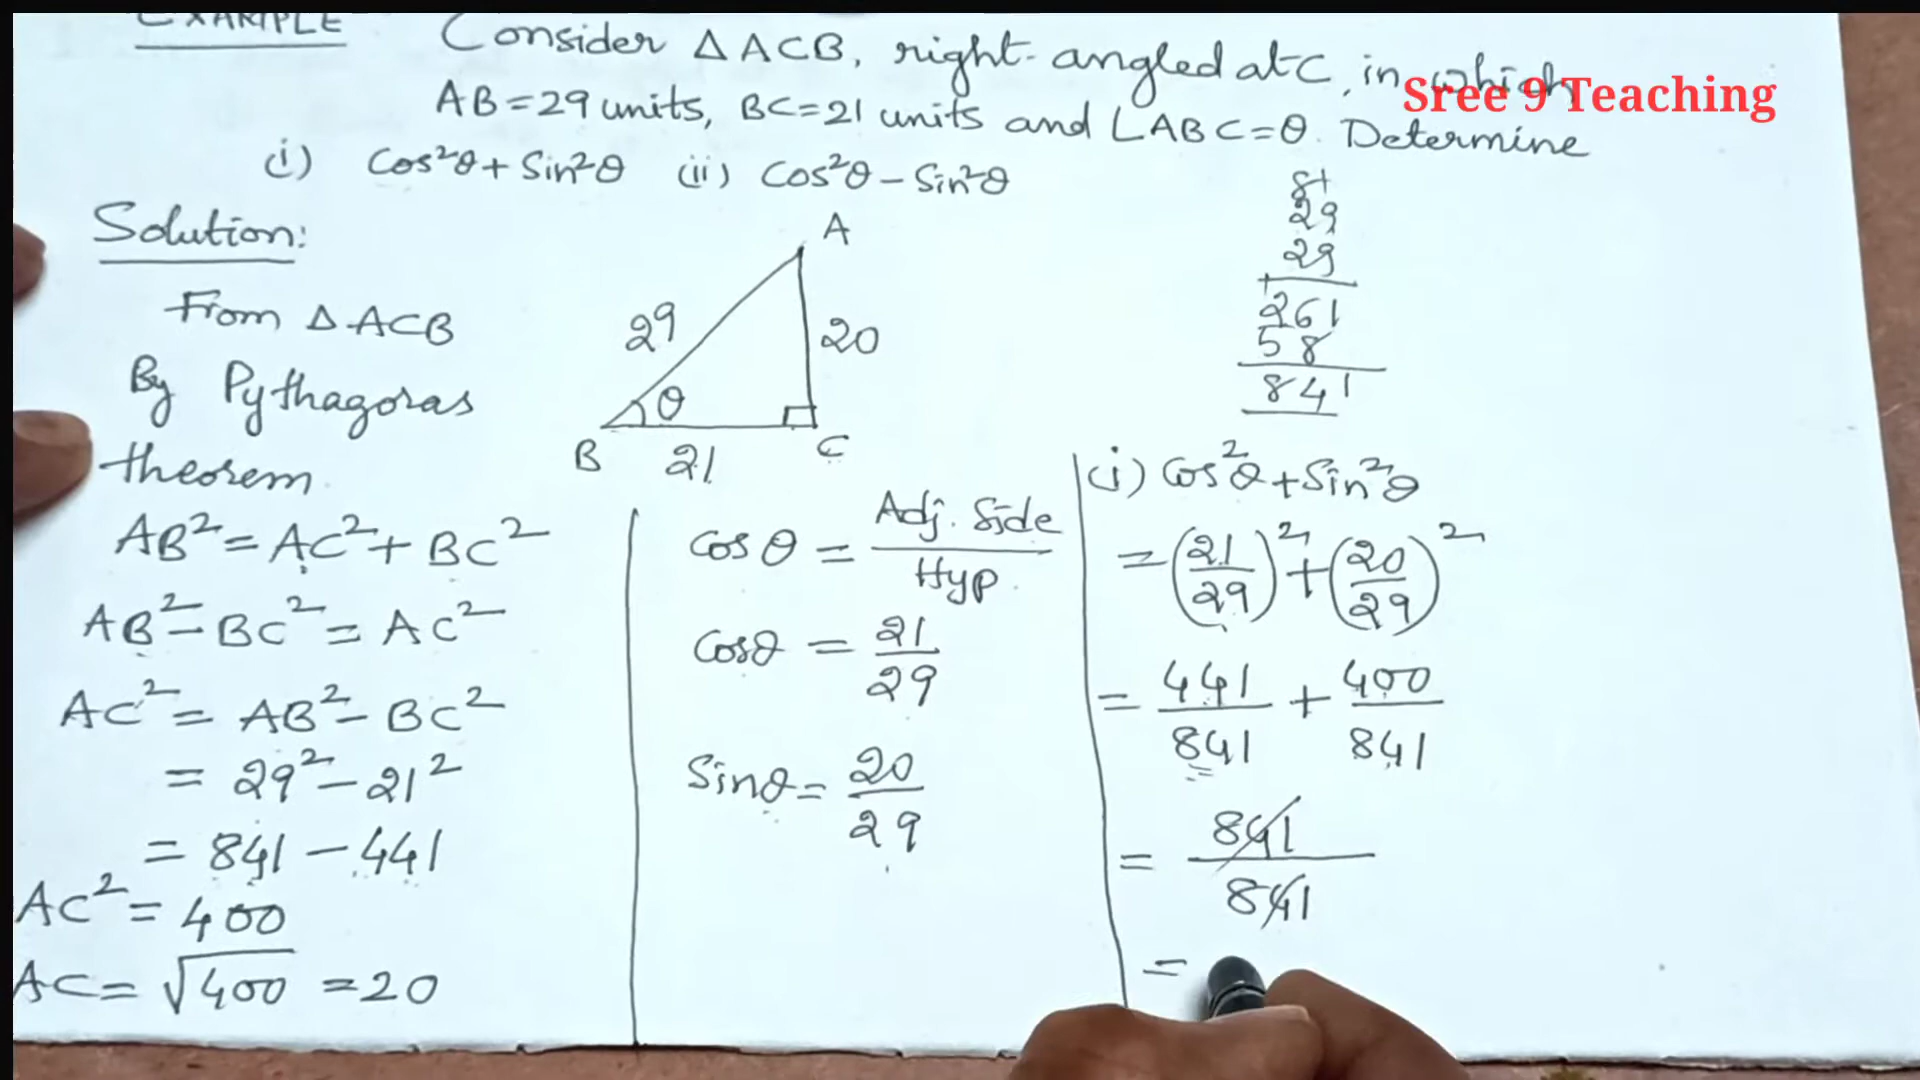 EXAMPLE Consider △ACB, right-angled at C, in which
Sree 9 Teaching
AB=29 units, BC=21 units and ∠ABC=θ. Determine
(i) Cos²θ+Sin²θ (ii) Cos²θ-Sin²θ
Solution:
From △ACB
By Pythagoras
theorem
AB²=AC²+BC²
AB²-BC²=AC²
AC²=AB²-BC²
=29²-21²
=841-441
AC²=400
AC=√400=20
A
29
20
θ
B
21
C
8+
29
29
+
261
58
841
Cosθ=Adj. Side/Hyp.
Cosθ=21/29
Sinθ=20/29
(i) Cos²θ+Sin²θ
=(21/29)²+(20/29)²
=441/841+400/841
=841/841
=